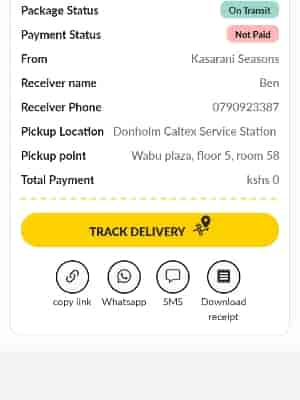 Package Status On Transit
Payment Status Not Paid
From Kasarani Seasons
Receiver name Ben
Receiver Phone 0790923387
Pickup Location Donholm Caltex Service Station
Pickup point Wabu plaza, floor 5, room 58
Total Payment kshs 0
TRACK DELIVERY
copy link Whatsapp SMS Download
receipt